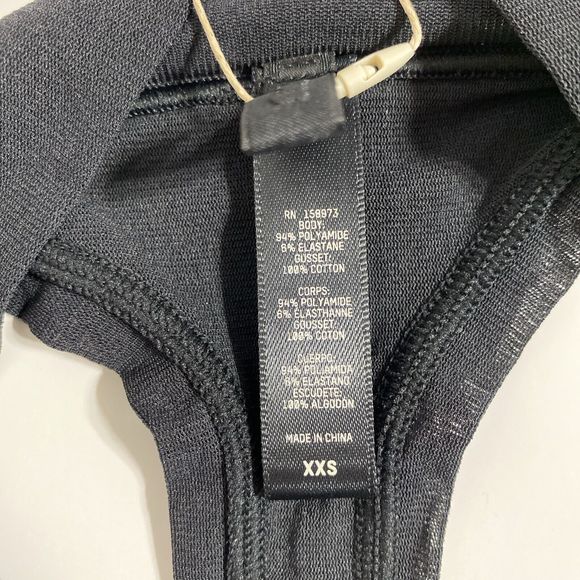 RN 158973
BODY:
94% POLYAMIDE
6% ELASTANE
GUSSET:
100% COTTON
CORPS:
94% POLYAMIDE
6% ÉLASTHANNE
GOUSSET:
100% COTON
CUERPO:
94% POLIAMIDA
6% ELASTANO
ESCUDETE:
100% ALGODÓN
MADE IN CHINA
XXS